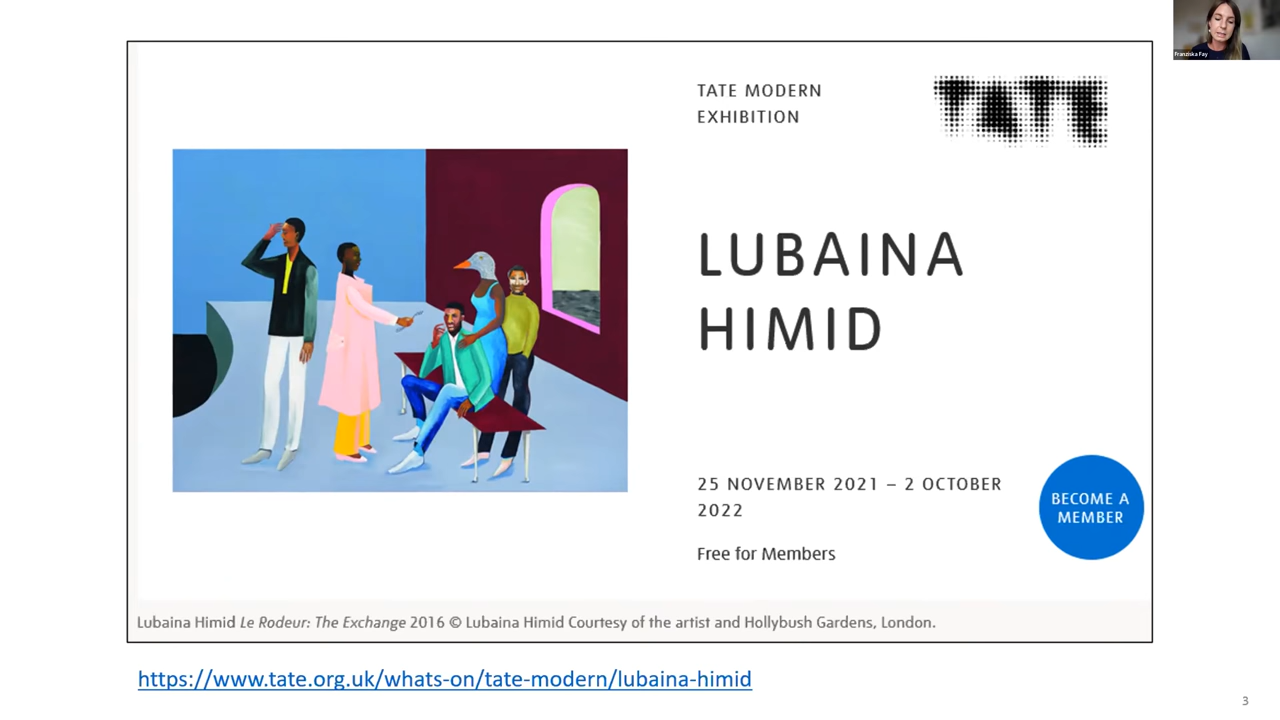 Franziska Fay
TATE MODERN
EXHIBITION
TATE
LUBAINA
HIMID
25 NOVEMBER 2021 – 2 OCTOBER
2022
Free for Members
BECOME A
MEMBER
Lubaina Himid Le Rodeur: The Exchange 2016 © Lubaina Himid Courtesy of the artist and Hollybush Gardens, London.
https://www.tate.org.uk/whats-on/tate-modern/lubaina-himid
3